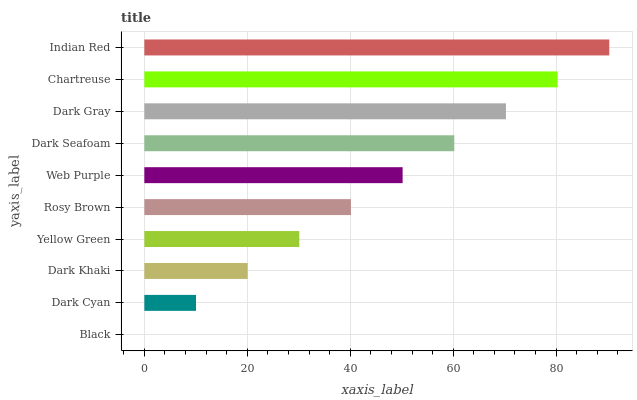 title
Indian Red
Chartreuse
Dark Gray
Dark Seafoam
Web Purple
Rosy Brown
Yellow Green
Dark Khaki
Dark Cyan
Black
yaxis_label
0 20 40 60 80
xaxis_label